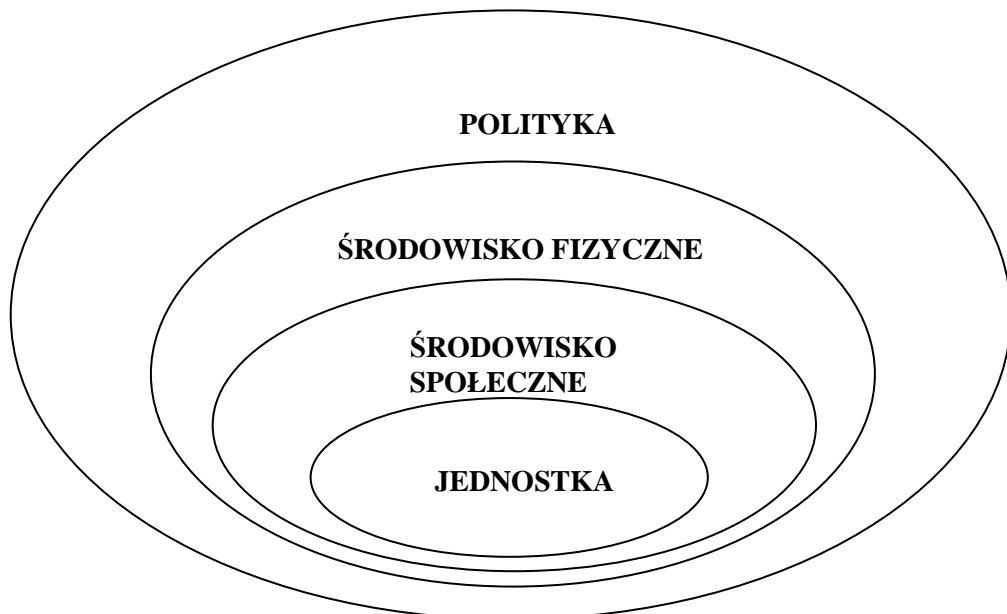 POLITYKA
ŚRODOWISKO FIZYCZNE
ŚRODOWISKO
SPOŁECZNE
JEDNOSTKA